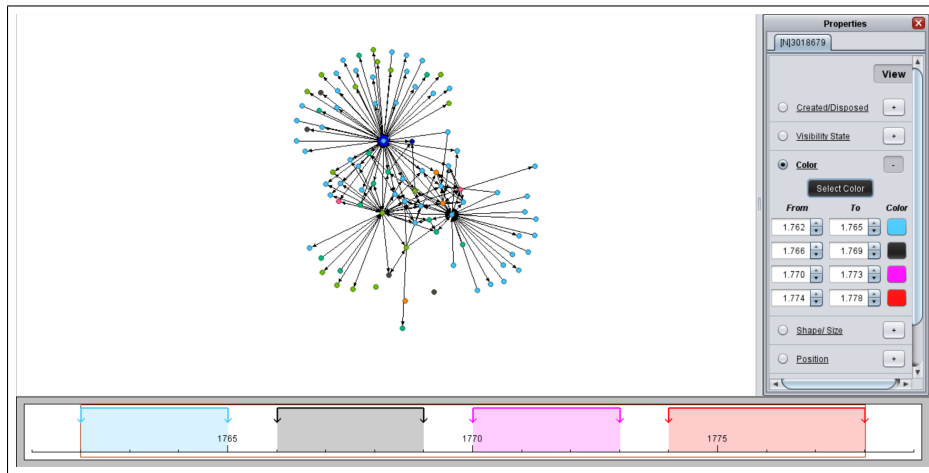 Properties
[N]3018679
View
Created/Disposed +
Visibility State +
Color -
Select Color
From To Color
1.762 1.765
1.766 1.769
1.770 1.773
1.774 1.778
Shape/ Size +
Position +
1765 1770 1775